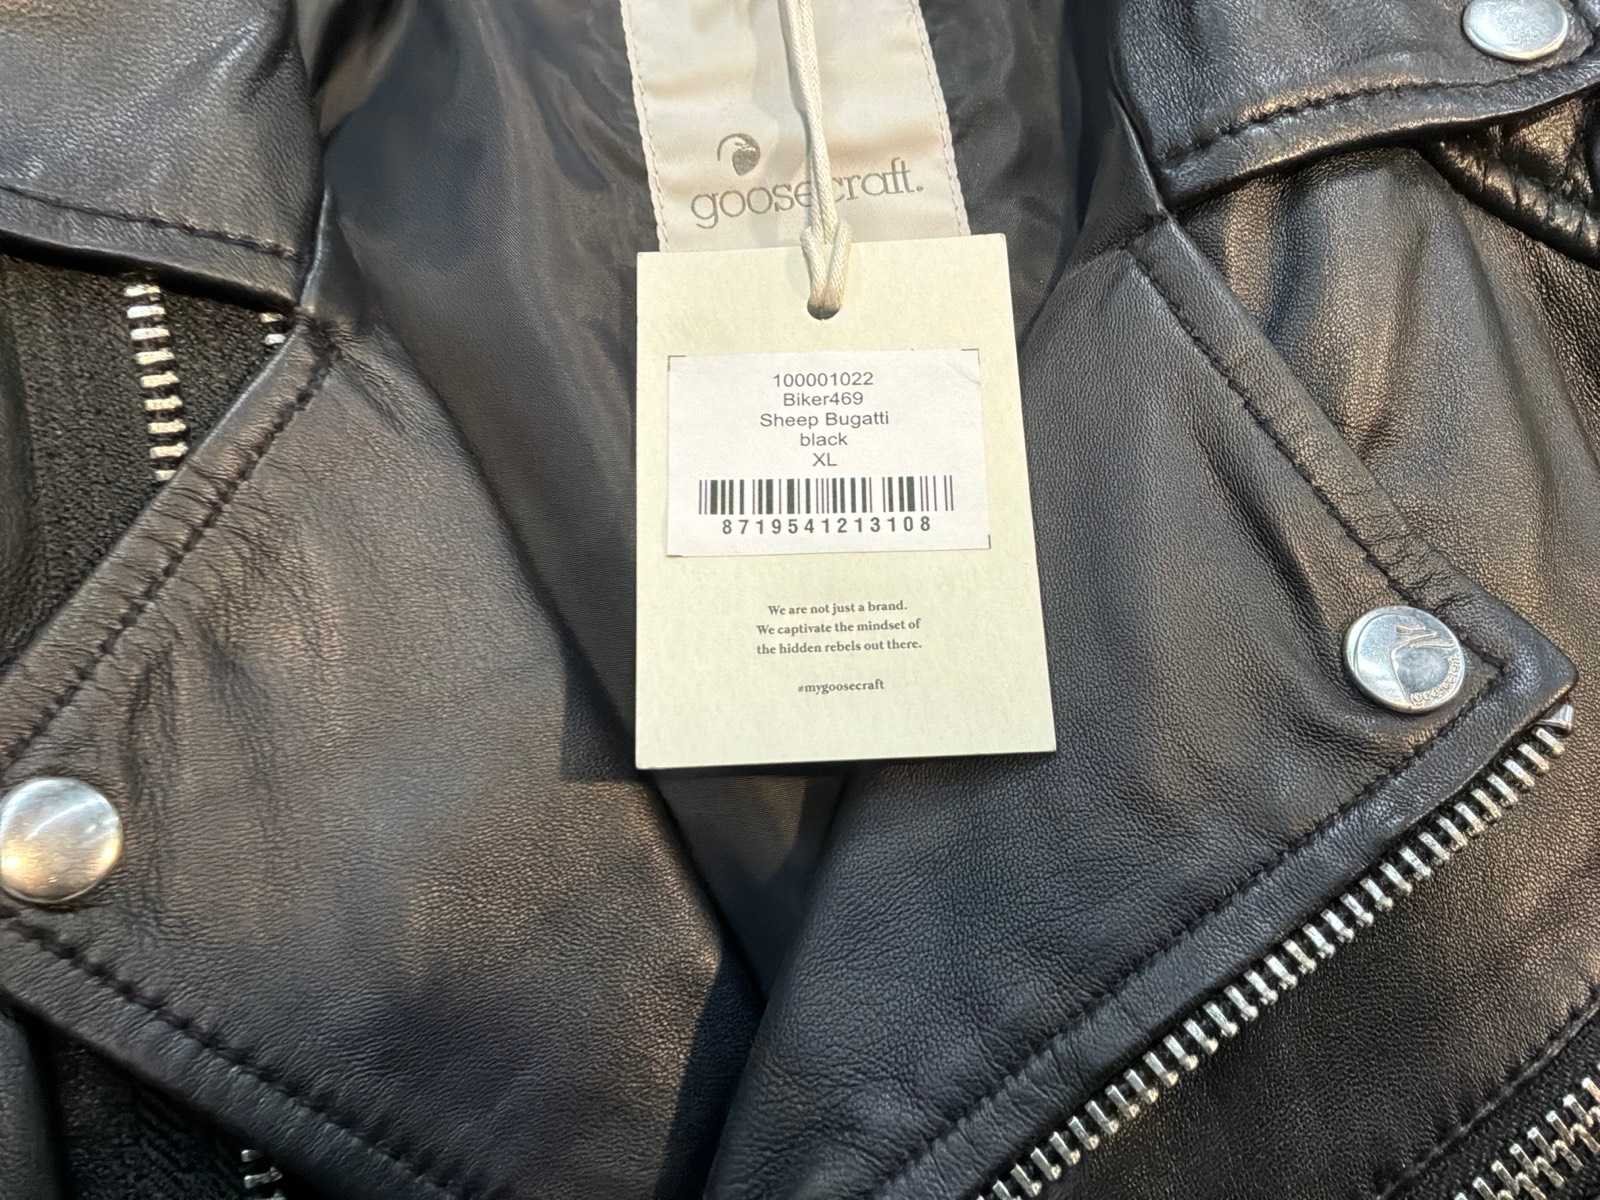 goosecraft.
100001022
Biker469
Sheep Bugatti
black
XL
8719541213108
We are not just a brand.
We captivate the mindset of
the hidden rebels out there.
#mygoosecraft